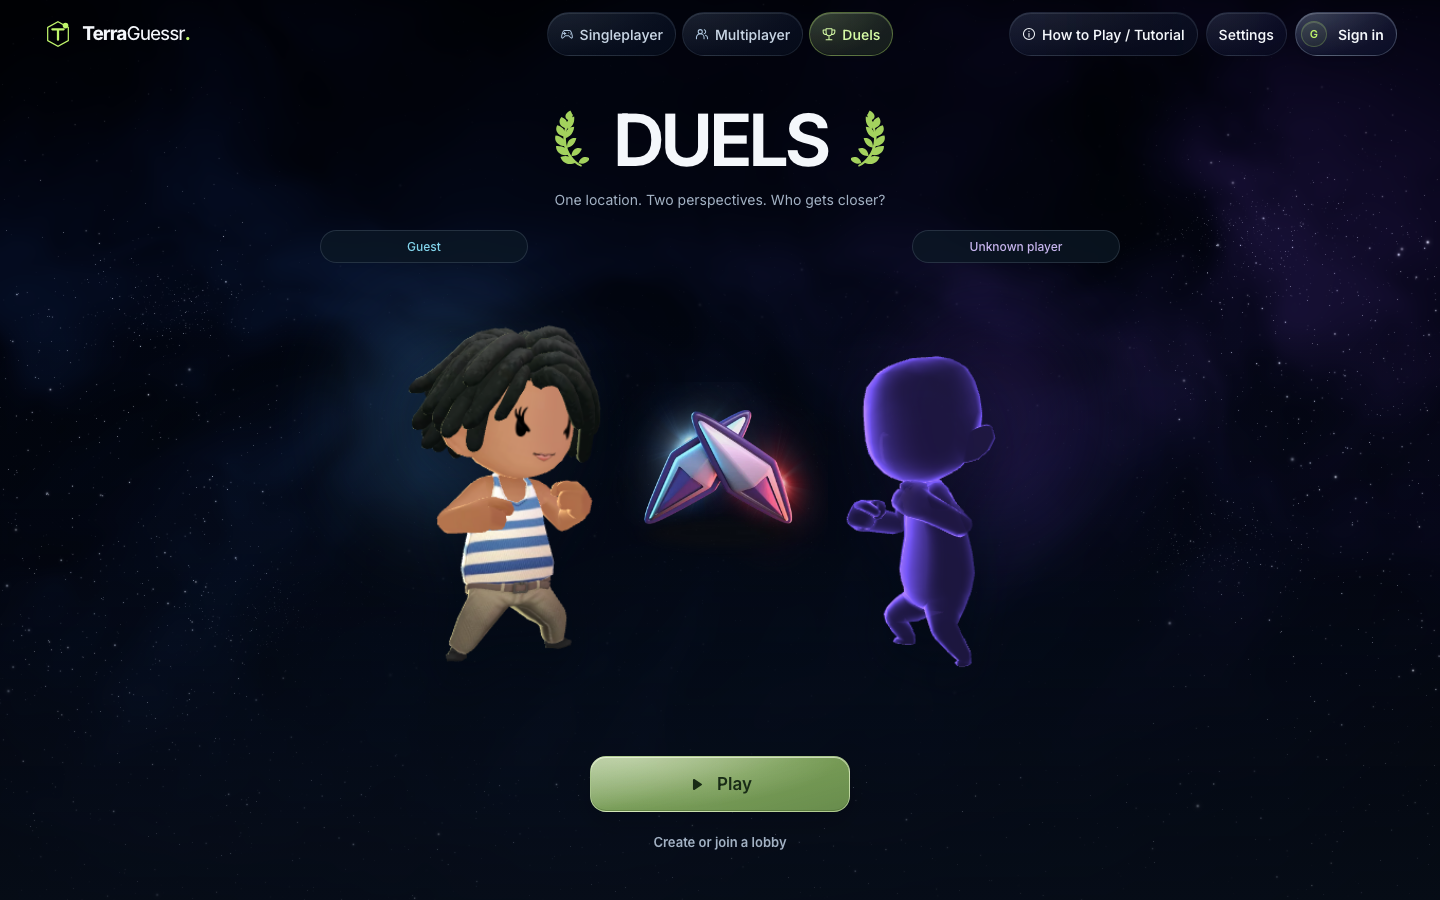 TerraGuessr.
Singleplayer
Multiplayer
Duels
How to Play / Tutorial
Settings
G
Sign in
DUELS
One location. Two perspectives. Who gets closer?
Guest
Unknown player
Play
Create or join a lobby